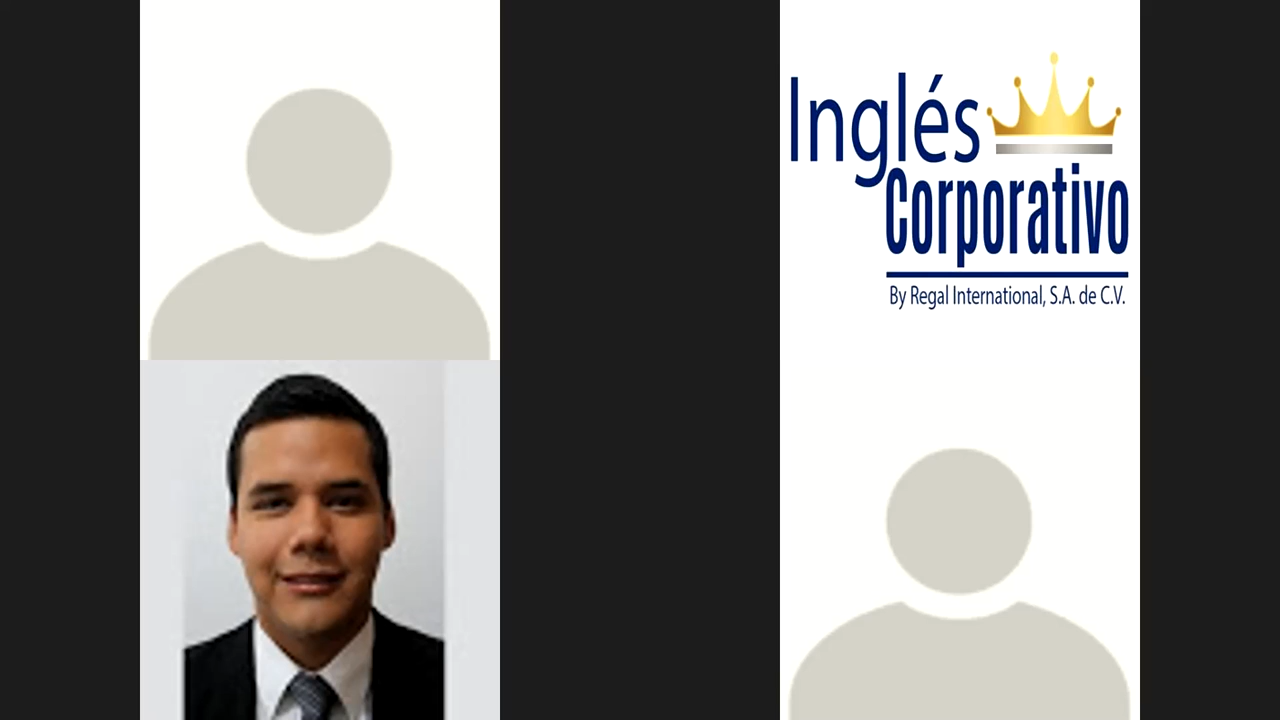 Inglés
Corporativo
By Regal International, S.A. de C.V.